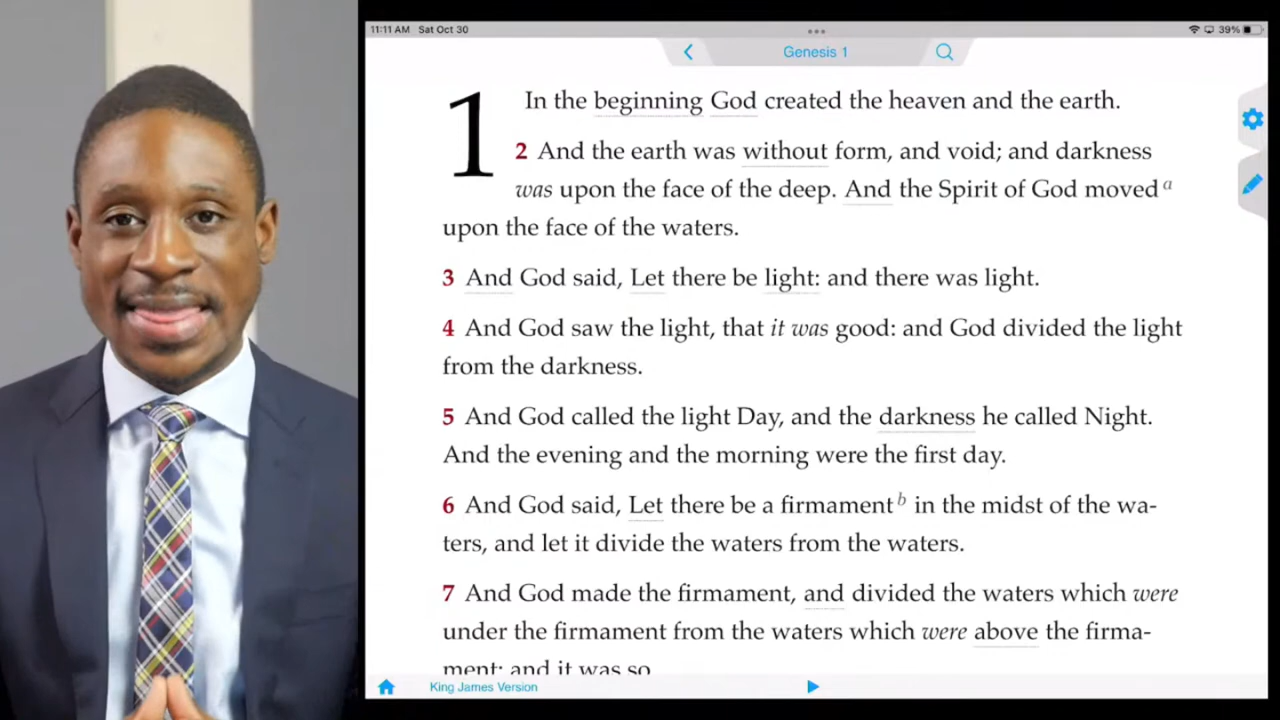 11:11 AM Sat Oct 30
39%
Genesis 1
1 In the beginning God created the heaven and the earth.
2 And the earth was without form, and void; and darkness
was upon the face of the deep. And the Spirit of God moved a
upon the face of the waters.
3 And God said, Let there be light: and there was light.
4 And God saw the light, that it was good: and God divided the light
from the darkness.
5 And God called the light Day, and the darkness he called Night.
And the evening and the morning were the first day.
6 And God said, Let there be a firmament b in the midst of the wa-
ters, and let it divide the waters from the waters.
7 And God made the firmament, and divided the waters which were
under the firmament from the waters which were above the firma-
ment: and it was so
King James Version